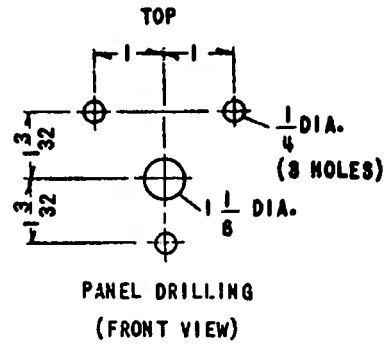 TOP
1 1
1 3/32
1/4 DIA.
(3 HOLES)
1 3/32
1 1/8 DIA.
PANEL DRILLING
(FRONT VIEW)